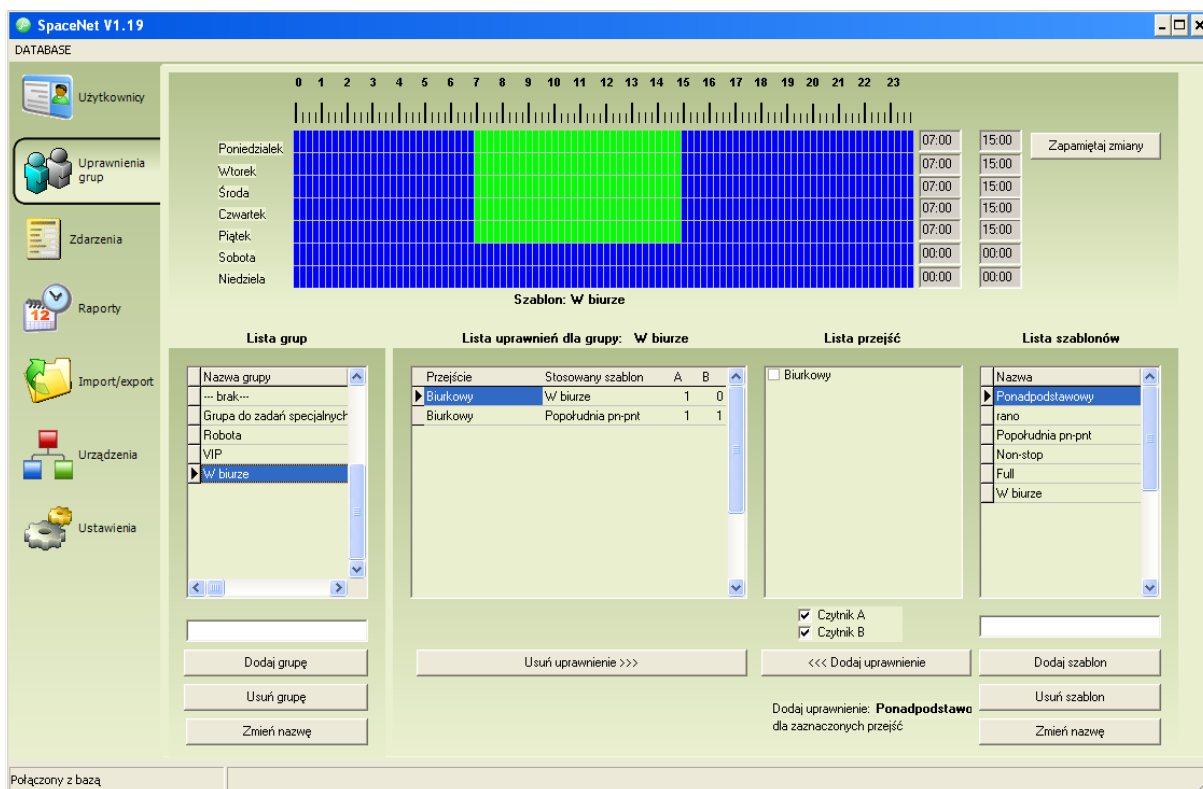 SpaceNet V1.19
DATABASE
Użytkownicy
Uprawnienia
grup
Zdarzenia
Raporty
12
Import/export
Urządzenia
Ustawienia
0 1 2 3 4 5 6 7 8 9 10 11 12 13 14 15 16 17 18 19 20 21 22 23
Poniedzialek 07:00 15:00
Wtorek 07:00 15:00
Środa 07:00 15:00
Czwartek 07:00 15:00
Piątek 07:00 15:00
Sobota 00:00 00:00
Niedziela 00:00 00:00
Zapamiętaj zmiany
Szablon: W biurze
Lista grup
Nazwa grupy
--- brak---
Grupa do zadań specjalnych
Robota
VIP
W biurze
Dodaj grupę
Usuń grupę
Zmień nazwę
Lista uprawnień dla grupy: W biurze
Przejście Stosowany szablon A B
Biurkowy W biurze 1 0
Biurkowy Popołudnia pn-pnt 1 1
Usuń uprawnienie >>>
Lista przejść
Biurkowy
Czytnik A
Czytnik B
<<< Dodaj uprawnienie
Dodaj uprawnienie: Ponadpodstawo
dla zaznaczonych przejść
Lista szablonów
Nazwa
Ponadpodstawowy
rano
Popołudnia pn-pnt
Non-stop
Full
W biurze
Dodaj szablon
Usuń szablon
Zmień nazwę
Połączony z bazą